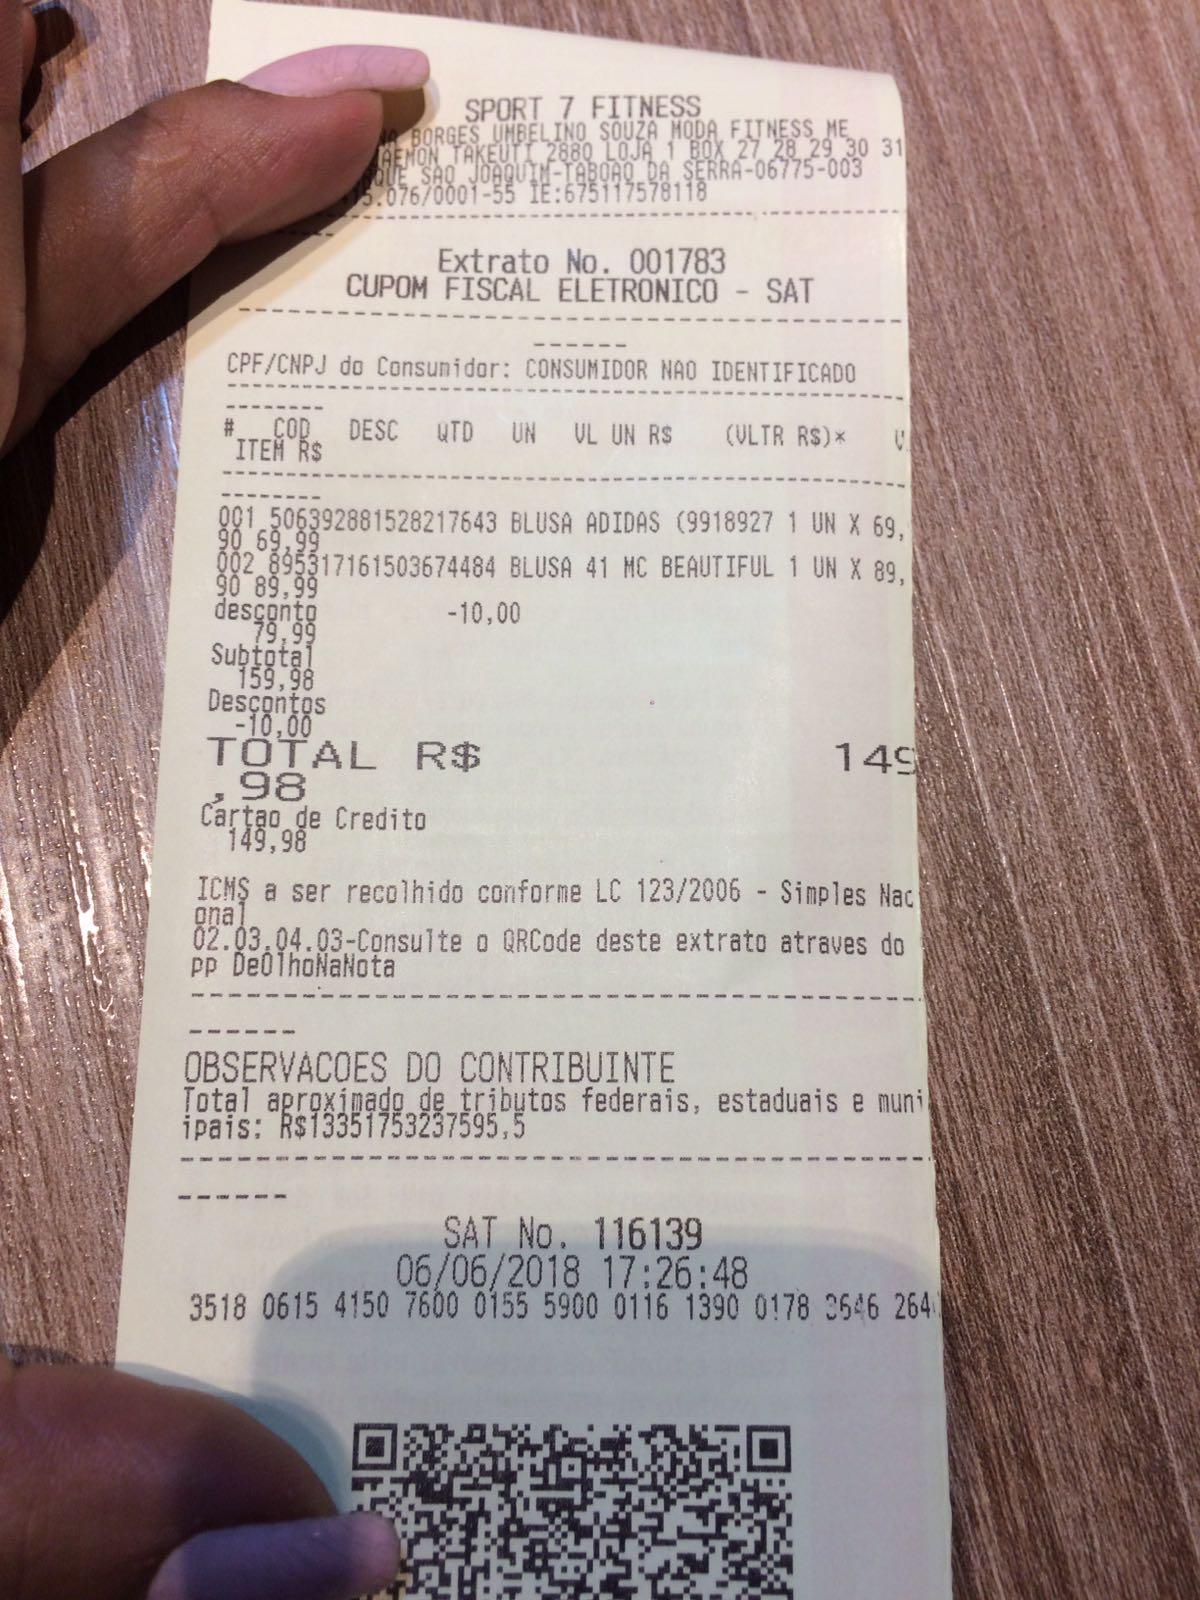 SPORT 7 FITNESS
BORGES UMBELINO SOUZA MODA FITNESS ME
TAKEUTI 2880 LOJA 1 BOX 27 28 29 30 31
SAO JOAQUIM-TABOAO DA SERRA-06775-003
15.076/0001-55 IE:675117578118
Extrato No. 001783
CUPOM FISCAL ELETRONICO - SAT
CPF/CNPJ do Consumidor: CONSUMIDOR NAO IDENTIFICADO
# COD DESC QTD UN VL UN R$ (VLTR R$)*
ITEM R$
001 506392881528217643 BLUSA ADIDAS (9918927 1 UN X 69,
90 69,99
002 895317161503674484 BLUSA 41 MC BEAUTIFUL 1 UN X 89,
90 89,99
desconto -10,00
79,99
Subtotal
159,98
Descontos
-10,00
TOTAL R$ 149
,98
Cartao de Credito
149,98
ICMS a ser recolhido conforme LC 123/2006 - Simples Nac
onal
02.03.04.03-Consulte o QRCode deste extrato atraves do
pp DeOlhoNaNota
OBSERVACOES DO CONTRIBUINTE
Total aproximado de tributos federais, estaduais e muni
ipais: R$13351753237595,5
SAT No. 116139
06/06/2018 17:26:48
3518 0615 4150 7600 0155 5900 0116 1390 0178 3646 264